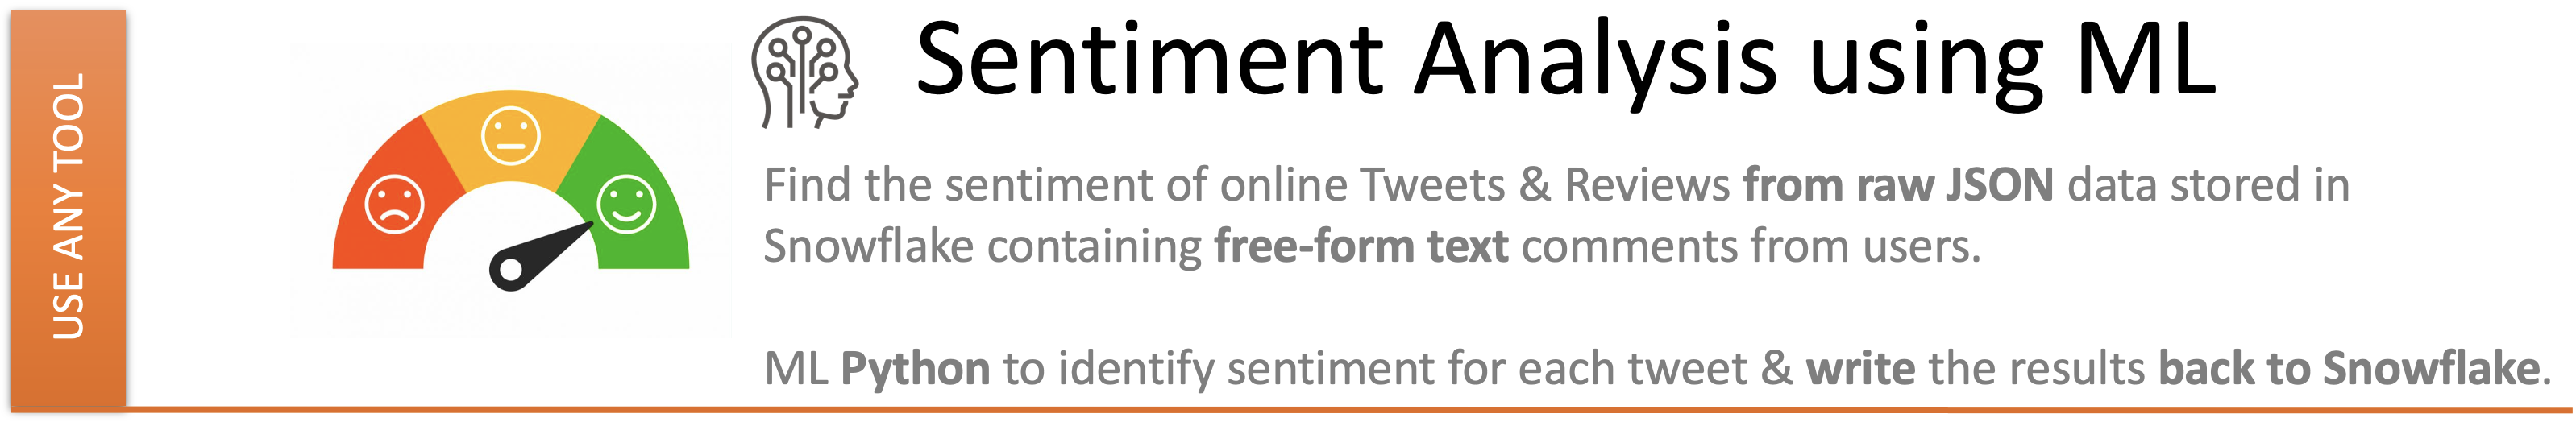 USE ANY TOOL
Sentiment Analysis using ML
Find the sentiment of online Tweets & Reviews from raw JSON data stored in
Snowflake containing free-form text comments from users.
ML Python to identify sentiment for each tweet & write the results back to Snowflake.